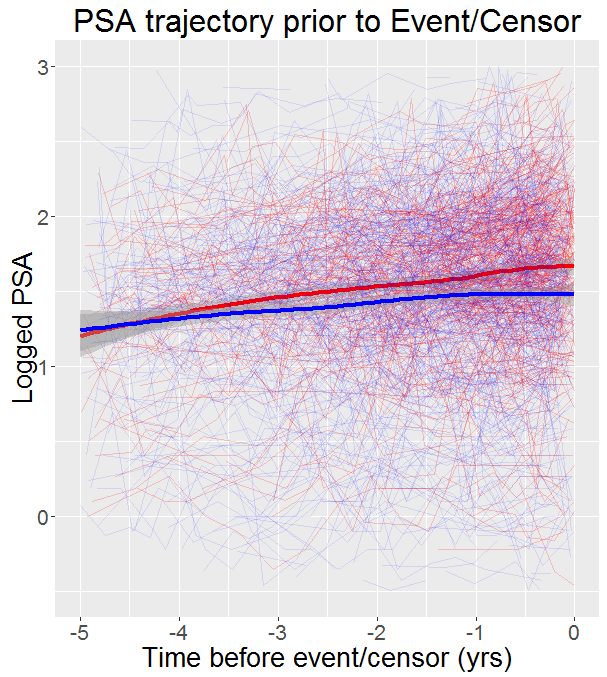 PSA trajectory prior to Event/Censor
Logged PSA
3
2
1
0
-5 -4 -3 -2 -1 0
Time before event/censor (yrs)